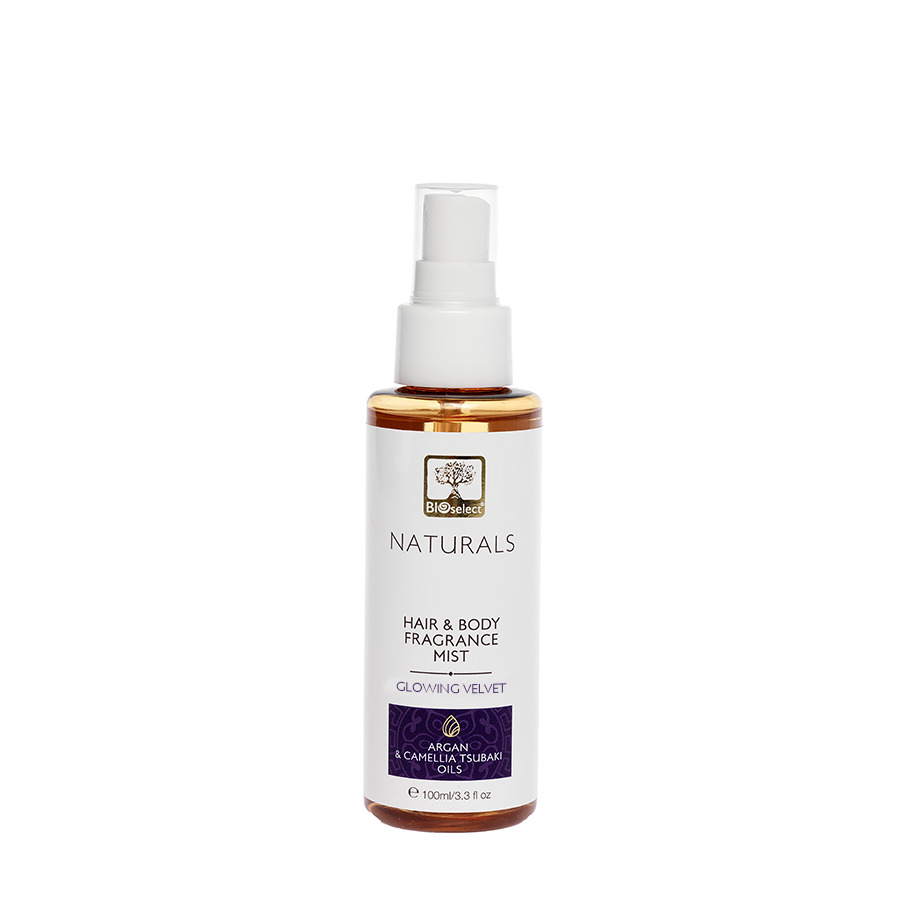 BIOselect®
NATURALS
HAIR & BODY
FRAGRANCE
MIST
GLOWING VELVET
ARGAN
& CAMELLIA TSUBAKI
OILS
℮ 100ml/3.3 fl oz